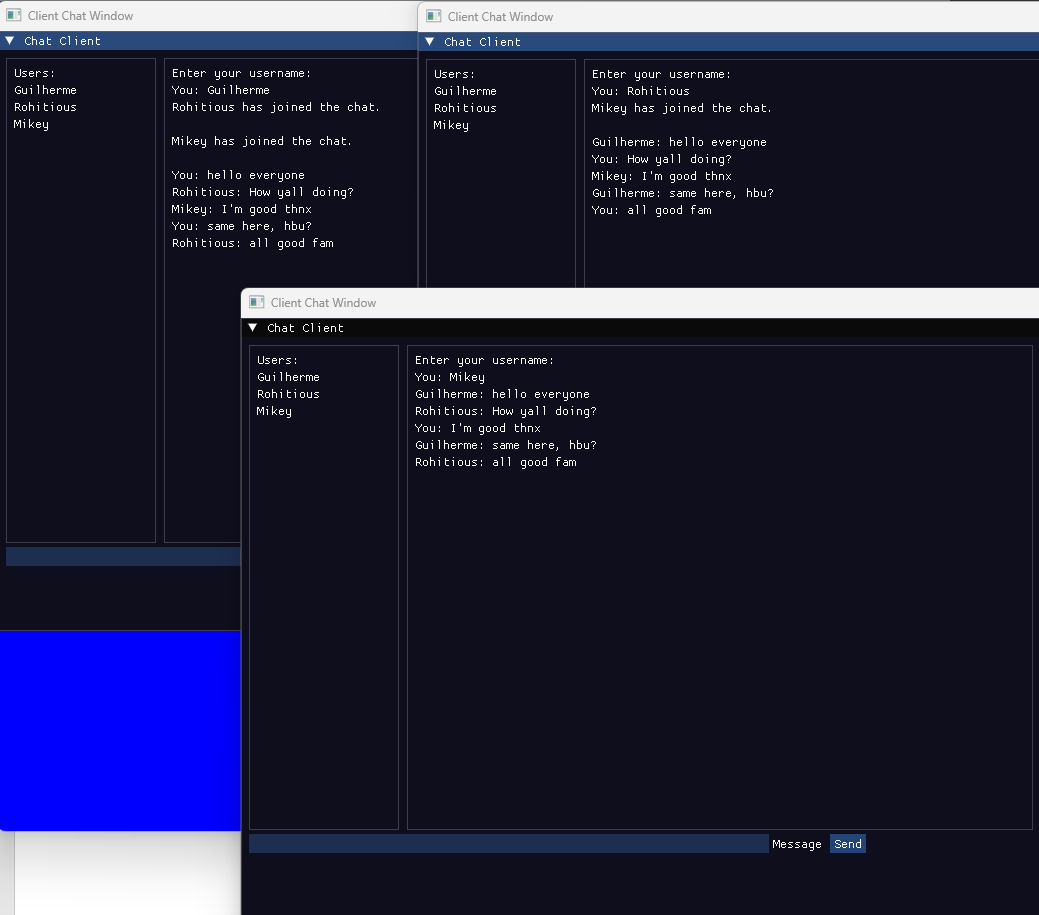 Client Chat Window
Chat Client
Users:
Guilherme
Rohitious
Mikey
Enter your username:
You: Guilherme
Rohitious has joined the chat.
Mikey has joined the chat.
You: hello everyone
Rohitious: How yall doing?
Mikey: I'm good thnx
You: same here, hbu?
Rohitious: all good fam
Client Chat Window
Chat Client
Users:
Guilherme
Rohitious
Mikey
Enter your username:
You: Rohitious
Mikey has joined the chat.
Guilherme: hello everyone
You: How yall doing?
Mikey: I'm good thnx
Guilherme: same here, hbu?
You: all good fam
Client Chat Window
Chat Client
Users:
Guilherme
Rohitious
Mikey
Enter your username:
You: Mikey
Guilherme: hello everyone
Rohitious: How yall doing?
You: I'm good thnx
Guilherme: same here, hbu?
Rohitious: all good fam
Message Send